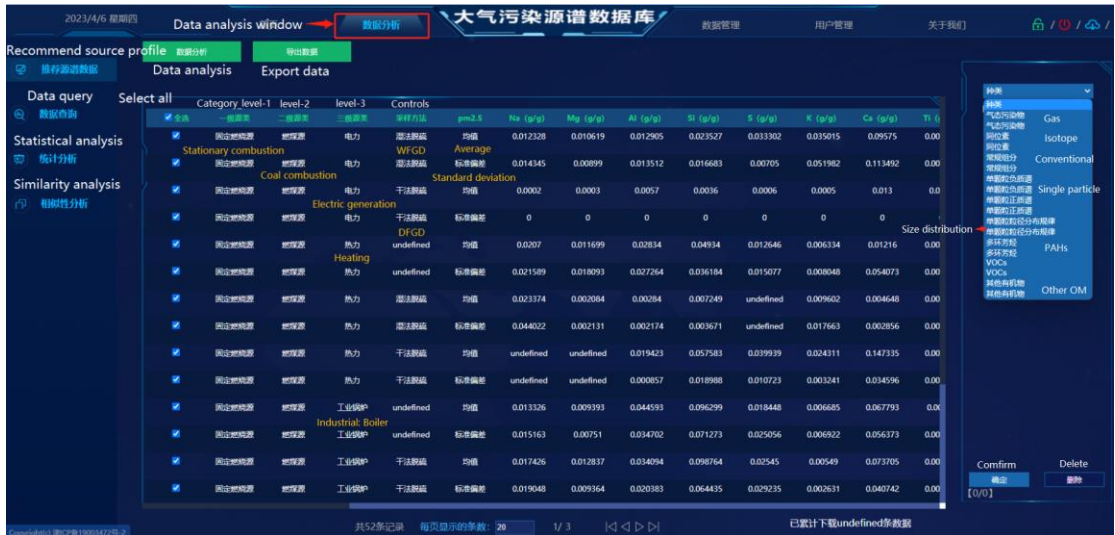 2023/4/6 星期四
Data analysis window
数据分析
大气污染源谱数据库
数据管理
用户管理
关于我们
Recommend source profile
数据分析
导出数据
推荐源谱数据
Data analysis
Export data
Data query
Select all
数据查询
Statistical analysis
统计分析
Similarity analysis
相似性分析
Category_level-1 level-2 level-3 Controls
全选 一级源类 二级源类 三级源类 采样方法 pm2.5 Na (g/g) Mg (g/g) Al (g/g) Si (g/g) S (g/g) K (g/g) Ca (g/g) Ti (
固定燃烧源 燃煤源 电力 湿法脱硫 均值 0.012328 0.010619 0.012905 0.023527 0.033302 0.035015 0.09575 0.00
Stationary combustion WFGD Average
固定燃烧源 燃煤源 电力 湿法脱硫 标准偏差 0.014345 0.00899 0.013512 0.016683 0.00705 0.051982 0.113492 0.00
Coal combustion Standard deviation
固定燃烧源 燃煤源 电力 干法脱硫 均值 0.0002 0.0003 0.0057 0.0036 0.0006 0.0005 0.013 0.0
Electric generation
固定燃烧源 燃煤源 电力 干法脱硫 标准偏差 0 0 0 0 0 0 0
DFGD
固定燃烧源 燃煤源 热力 undefined 均值 0.0207 0.011699 0.02834 0.04934 0.012646 0.006334 0.01216 0.00
Heating
固定燃烧源 燃煤源 热力 undefined 标准偏差 0.021589 0.018093 0.027264 0.036184 0.015077 0.008048 0.054073 0.00
固定燃烧源 燃煤源 热力 湿法脱硫 均值 0.023374 0.002084 0.00284 0.007249 undefined 0.009602 0.004648 0.00
固定燃烧源 燃煤源 热力 湿法脱硫 标准偏差 0.044022 0.002131 0.002174 0.003671 undefined 0.017663 0.002856 0.00
固定燃烧源 燃煤源 热力 干法脱硫 均值 undefined undefined 0.019423 0.057583 0.039939 0.024311 0.147335 0.00
固定燃烧源 燃煤源 热力 干法脱硫 标准偏差 undefined undefined 0.000857 0.018988 0.010723 0.003241 0.034596 0.00
固定燃烧源 燃煤源 工业锅炉 undefined 均值 0.013326 0.009393 0.044593 0.096299 0.018448 0.006685 0.067793 0.00
Industrial: Boiler
固定燃烧源 燃煤源 工业锅炉 undefined 标准偏差 0.015163 0.00751 0.034702 0.071273 0.025056 0.006922 0.056373 0.00
固定燃烧源 燃煤源 工业锅炉 干法脱硫 均值 0.017426 0.012837 0.034094 0.098764 0.02545 0.00549 0.073705 0.00
固定燃烧源 燃煤源 工业锅炉 干法脱硫 标准偏差 0.019048 0.009364 0.020383 0.064435 0.029235 0.002631 0.040742 0.00
种类
种类
气态污染物
气态污染物
Gas
同位素
同位素
Isotope
常规组分
常规组分
Conventional
单颗粒负质谱
单颗粒负质谱
Single particle
单颗粒正质谱
单颗粒正质谱
单颗粒粒径分布规律
单颗粒粒径分布规律
Size distribution
多环芳烃
多环芳烃
PAHs
VOCs
VOCs
其他有机物
其他有机物
Other OM
Comfirm Delete
确定 删除
【0/0】
共52条记录 每页显示的条数: 20 1/ 3
已累计下载undefined条数据